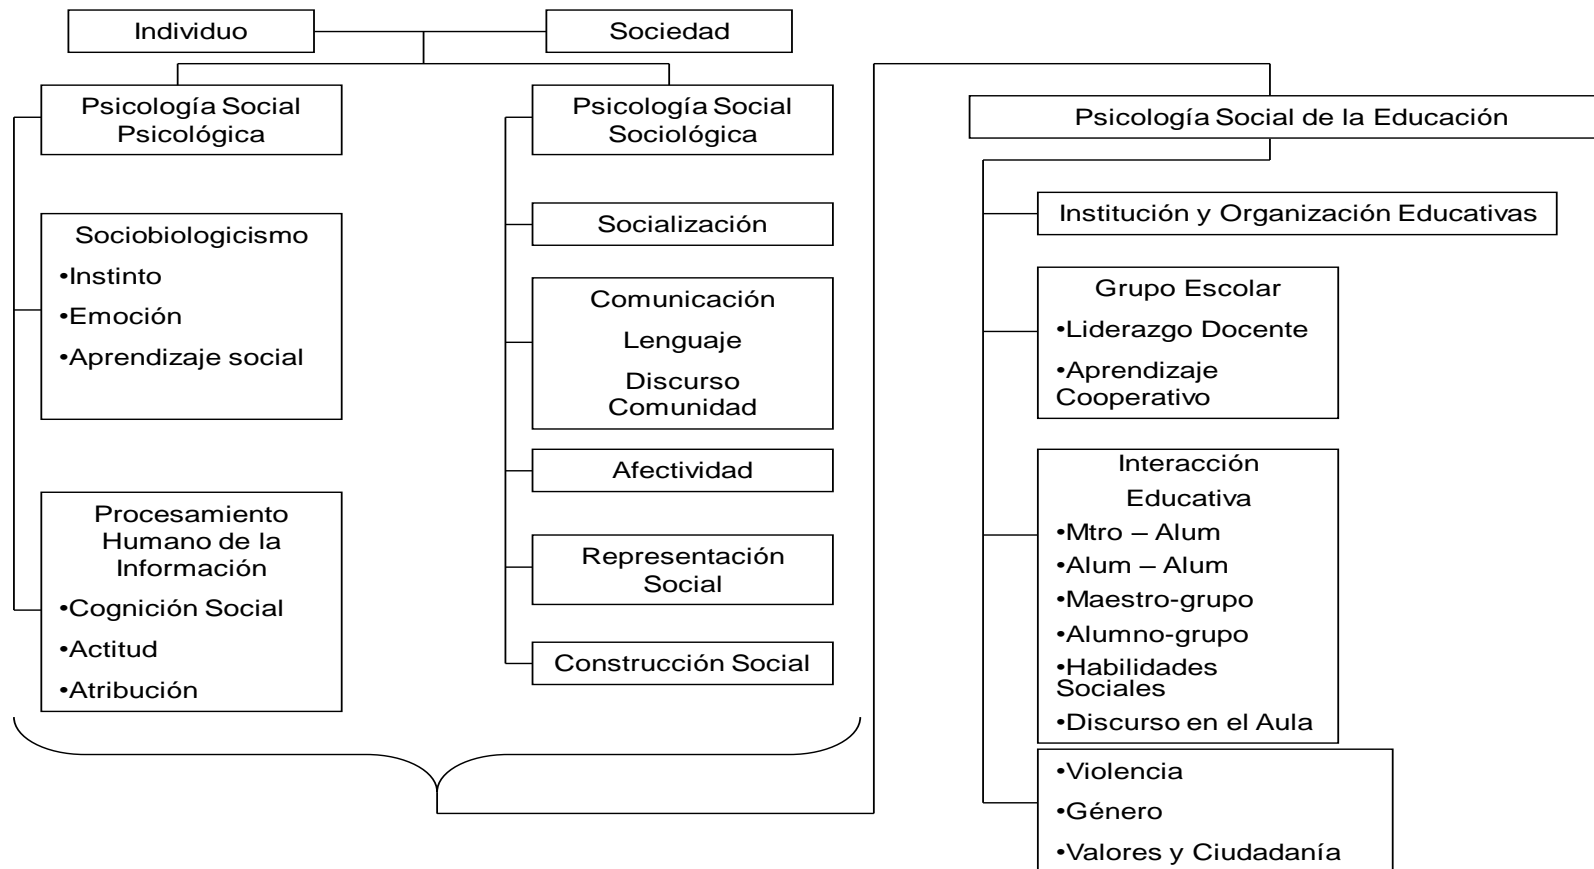 Individuo
Sociedad
Psicología Social
Psicológica
Sociobiologicismo
•Instinto
•Emoción
•Aprendizaje social
Procesamiento
Humano de la
Información
•Cognición Social
•Actitud
•Atribución
Psicología Social
Sociológica
Socialización
Comunicación
Lenguaje
Discurso
Comunidad
Afectividad
Representación
Social
Construcción Social
Psicología Social de la Educación
Institución y Organización Educativas
Grupo Escolar
•Liderazgo Docente
•Aprendizaje
Cooperativo
Interacción
Educativa
•Mtro – Alum
•Alum – Alum
•Maestro-grupo
•Alumno-grupo
•Habilidades
Sociales
•Discurso en el Aula
•Violencia
•Género
•Valores y Ciudadanía